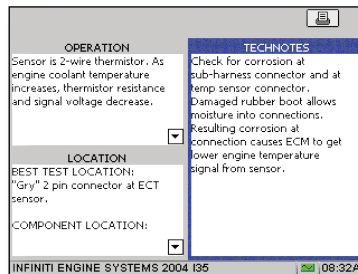 OPERATION
Sensor is 2-wire thermistor. As
engine coolant temperature
increases, thermistor resistance
and signal voltage decrease.
LOCATION
BEST TEST LOCATION:
"Gry" 2 pin connector at ECT
sensor.
COMPONENT LOCATION:
TECHNOTES
Check for corrosion at
sub-harness connector and at
temp sensor connector.
Damaged rubber boot allows
moisture into connections.
Resulting corrosion at
connection causes ECM to get
lower engine temperature
signal from sensor.
INFINITI ENGINE SYSTEMS 2004 I35
08:32A